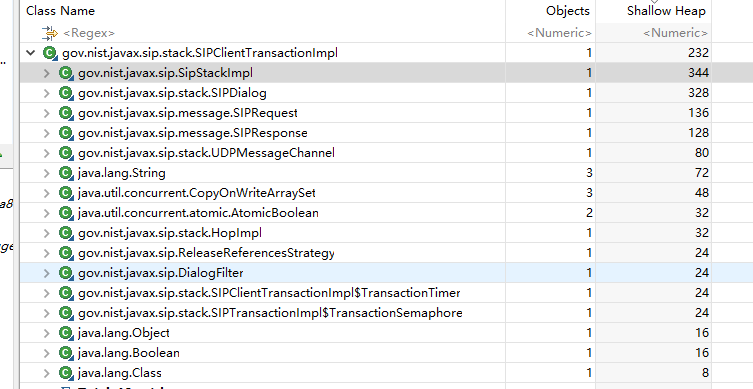 Class Name Objects Shallow Heap
<Regex> <Numeric> <Numeric>
gov.nist.javax.sip.stack.SIPClientTransactionImpl 1 232
gov.nist.javax.sip.SipStackImpl 1 344
gov.nist.javax.sip.stack.SIPDialog 1 328
gov.nist.javax.sip.message.SIPRequest 1 136
gov.nist.javax.sip.message.SIPResponse 1 128
gov.nist.javax.sip.stack.UDPMessageChannel 1 80
java.lang.String 3 72
java.util.concurrent.CopyOnWriteArraySet 3 48
java.util.concurrent.atomic.AtomicBoolean 2 32
gov.nist.javax.sip.stack.HopImpl 1 32
gov.nist.javax.sip.ReleaseReferencesStrategy 1 24
gov.nist.javax.sip.DialogFilter 1 24
gov.nist.javax.sip.stack.SIPClientTransactionImpl$TransactionTimer 1 24
gov.nist.javax.sip.stack.SIPTransactionImpl$TransactionSemaphore 1 24
java.lang.Object 1 16
java.lang.Boolean 1 16
java.lang.Class 1 8